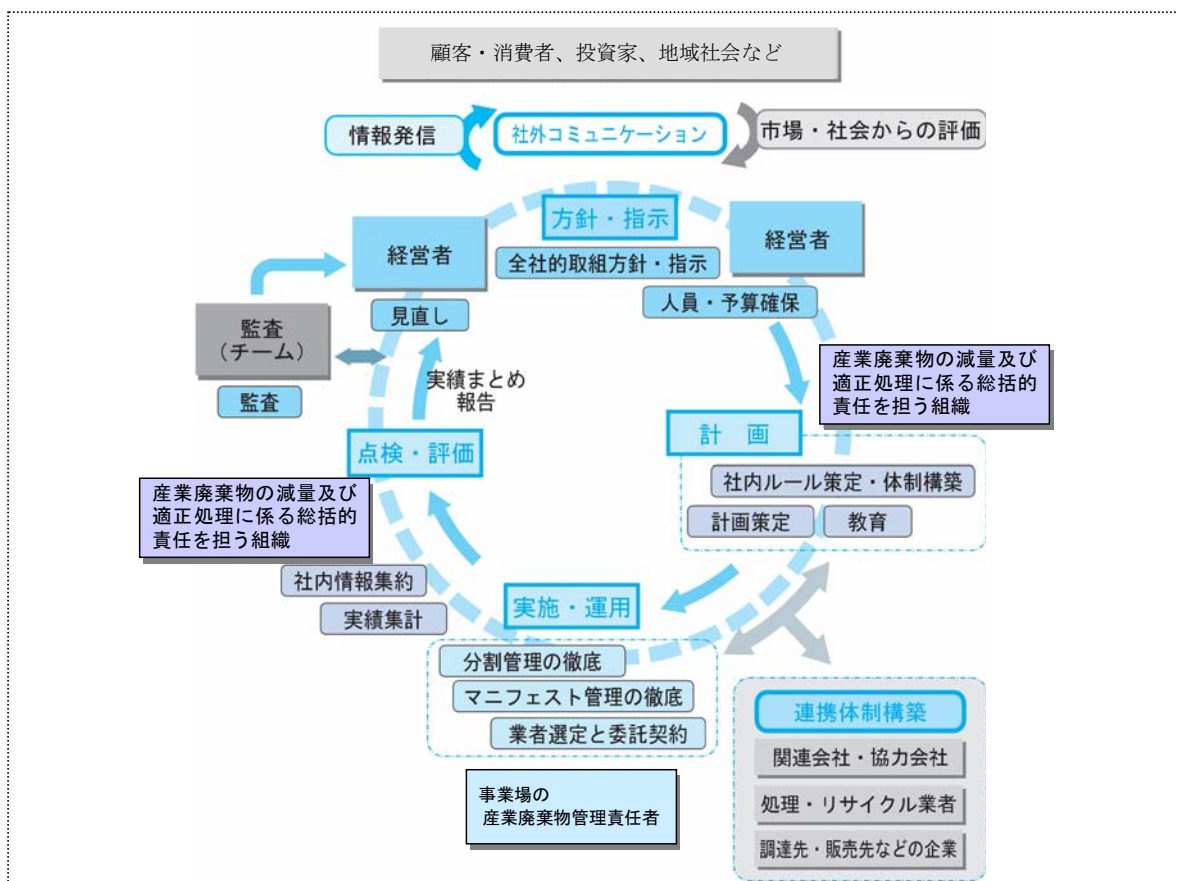 顧客・消費者、投資家、地域社会など
情報発信
社外コミュニケーション
市場・社会からの評価
方針・指示
経営者
経営者
全社的取組方針・指示
人員・予算確保
見直し
監査
（チーム）
監査
実績まとめ
報告
産業廃棄物の減量及び
適正処理に係る総括的
責任を担う組織
計　画
点検・評価
社内ルール策定・体制構築
計画策定
教育
産業廃棄物の減量及び
適正処理に係る総括的
責任を担う組織
社内情報集約
実績集計
実施・運用
分割管理の徹底
マニフェスト管理の徹底
業者選定と委託契約
事業場の
産業廃棄物管理責任者
連携体制構築
関連会社・協力会社
処理・リサイクル業者
調達先・販売先などの企業